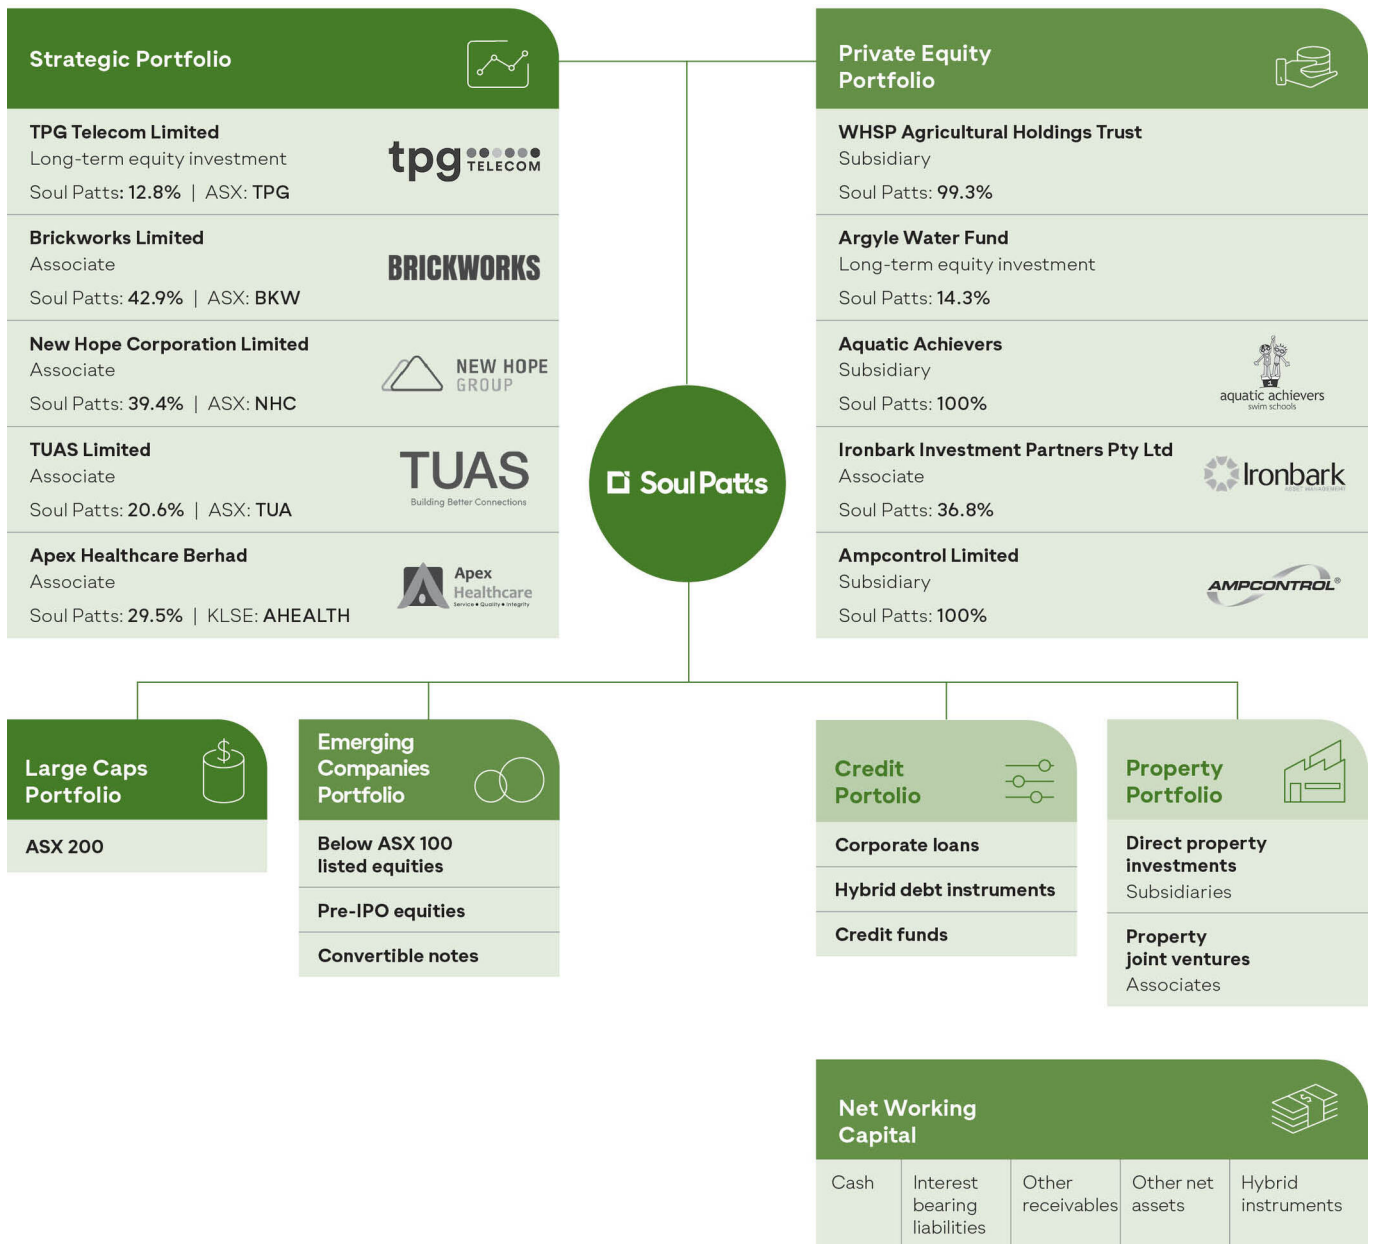 Strategic Portfolio
TPG Telecom Limited
Long-term equity investment
Soul Patts: 12.8% | ASX: TPG
tpg TELECOM
Brickworks Limited
Associate
Soul Patts: 42.9% | ASX: BKW
BRICKWORKS
New Hope Corporation Limited
Associate
Soul Patts: 39.4% | ASX: NHC
NEW HOPE
GROUP
TUAS Limited
Associate
Soul Patts: 20.6% | ASX: TUA
TUAS
Building Better Connections
Apex Healthcare Berhad
Associate
Soul Patts: 29.5% | KLSE: AHEALTH
Apex
Healthcare
Service • Quality • Integrity
Soul Patts
Private Equity
Portfolio
WHSP Agricultural Holdings Trust
Subsidiary
Soul Patts: 99.3%
Argyle Water Fund
Long-term equity investment
Soul Patts: 14.3%
Aquatic Achievers
Subsidiary
Soul Patts: 100%
1
aquatic achievers
swim schools
Ironbark Investment Partners Pty Ltd
Associate
Soul Patts: 36.8%
Ironbark
ASSET MANAGEMENT
Ampcontrol Limited
Subsidiary
Soul Patts: 100%
AMPCONTROL®
Large Caps
Portfolio
$
ASX 200
Emerging
Companies
Portfolio
Below ASX 100
listed equities
Pre-IPO equities
Convertible notes
Credit
Portolio
Corporate loans
Hybrid debt instruments
Credit funds
Property
Portfolio
Direct property
investments
Subsidiaries
Property
joint ventures
Associates
Net Working
Capital
Cash
Interest
bearing
liabilities
Other
receivables
Other net
assets
Hybrid
instruments